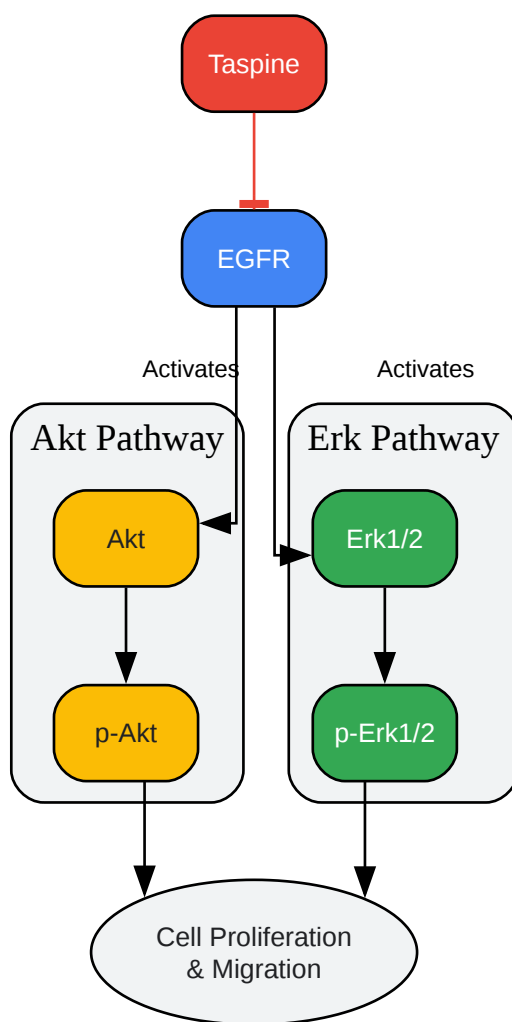 Taspine
EGFR
Activates
Activates
Akt Pathway
Erk Pathway
Akt
Erk1/2
p-Akt
p-Erk1/2
Cell Proliferation
& Migration